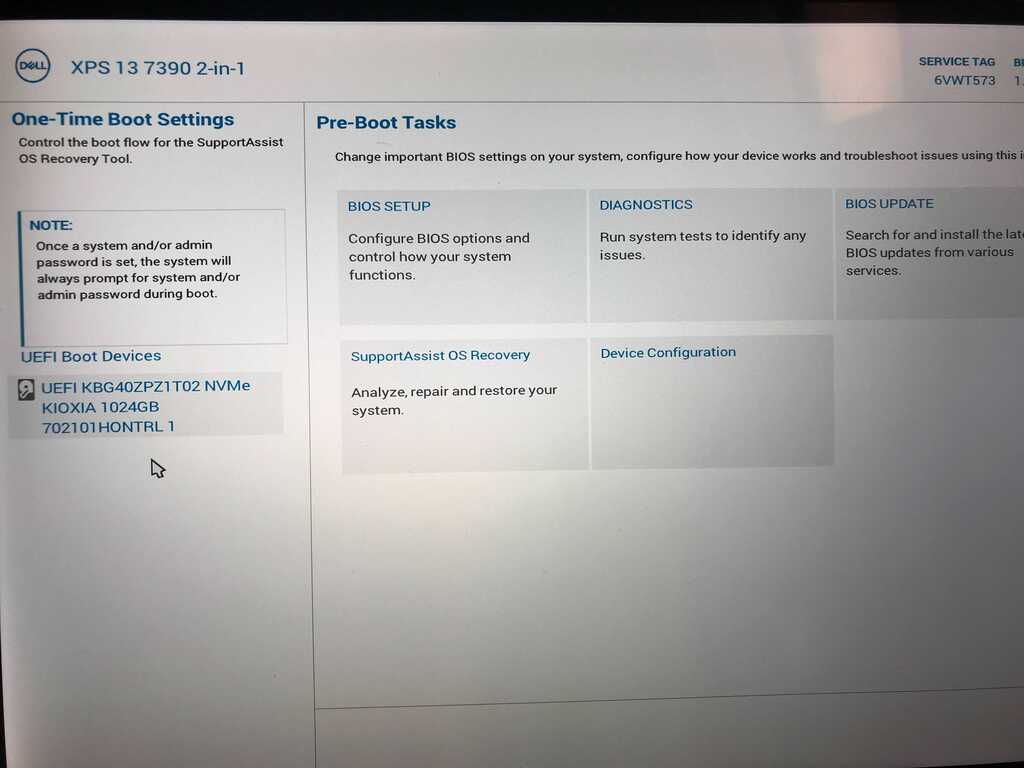 DELL
XPS 13 7390 2-in-1
SERVICE TAG
6VWT573
One-Time Boot Settings
Control the boot flow for the SupportAssist
OS Recovery Tool.
NOTE:
Once a system and/or admin
password is set, the system will
always prompt for system and/or
admin password during boot.
UEFI Boot Devices
UEFI KBG40ZPZ1T02 NVMe
KIOXIA 1024GB
702101HONTRL 1
Pre-Boot Tasks
Change important BIOS settings on your system, configure how your device works and troubleshoot issues using this
BIOS SETUP
Configure BIOS options and
control how your system
functions.
DIAGNOSTICS
Run system tests to identify any
issues.
BIOS UPDATE
Search for and install the
BIOS updates from various
services.
SupportAssist OS Recovery
Analyze, repair and restore your
system.
Device Configuration